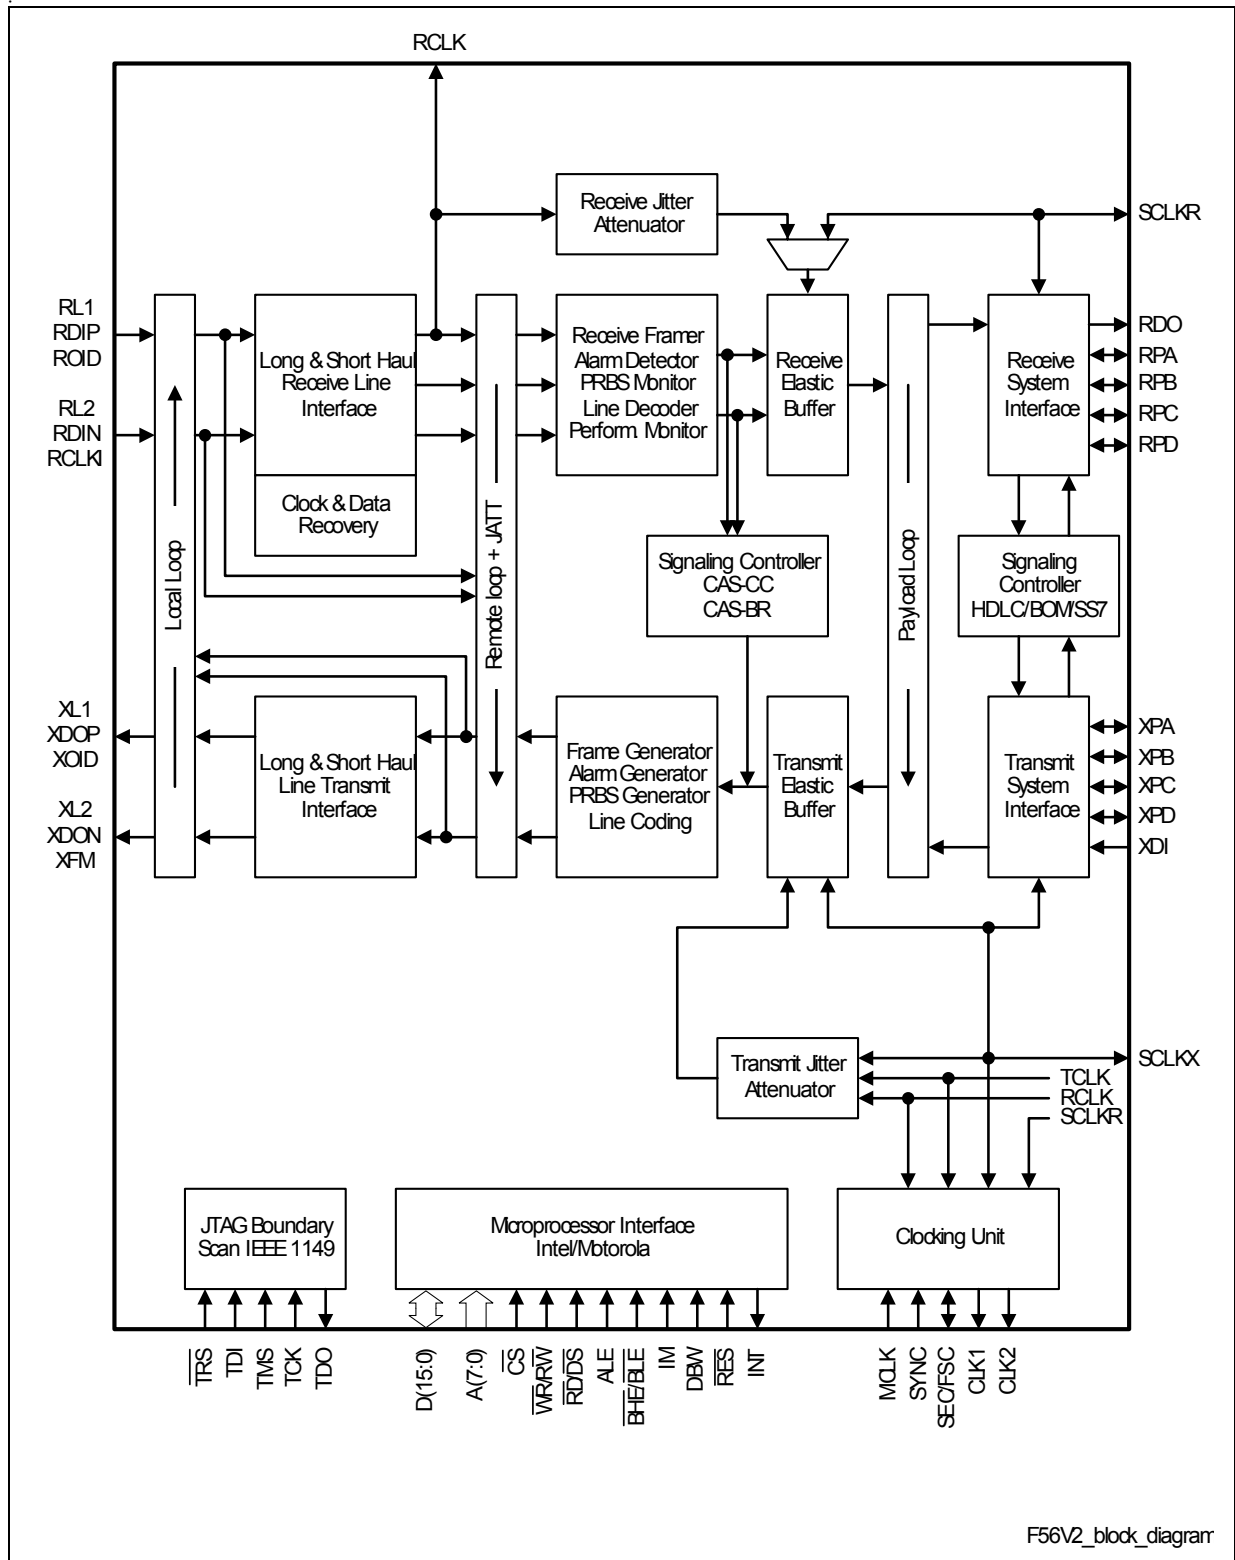 RCLK
Receive Jitter
Attenuator
SCLKR
RL1
RDIP
ROID
RL2
RDIN
RCLKI
Local Loop
Long & Short Haul
Receive Line
Interface
Clock & Data
Recovery
Remote loop + JATT
Receive Framer
Alarm Detector
PRBS Monitor
Line Decoder
Perform. Monitor
Receive
Elastic
Buffer
Payload Loop
Receive
System
Interface
RDO
RPA
RPB
RPC
RPD
Signaling Controller
CAS-CC
CAS-BR
Signaling
Controller
HDLC/BOM/SS7
XL1
XDOP
XOID
XL2
XDON
XFM
Long & Short Haul
Line Transmit
Interface
Frame Generator
Alarm Generator
PRBS Generator
Line Coding
Transmit
Elastic
Buffer
Transmit
System
Interface
XPA
XPB
XPC
XPD
XDI
Transmit Jitter
Attenuator
SCLKX
TCLK
RCLK
SCLKR
JTAG Boundary
Scan IEEE 1149
Microprocessor Interface
Intel/Motorola
Clocking Unit
TRS
TDI
TMS
TCK
TDO
D(15:0)
A(7:0)
CS
WR/RW
RD/DS
ALE
BHE/BLE
IM
DBW
RES
INT
MCLK
SYNC
SEC/FSC
CLK1
CLK2
F56V2_block_diagram